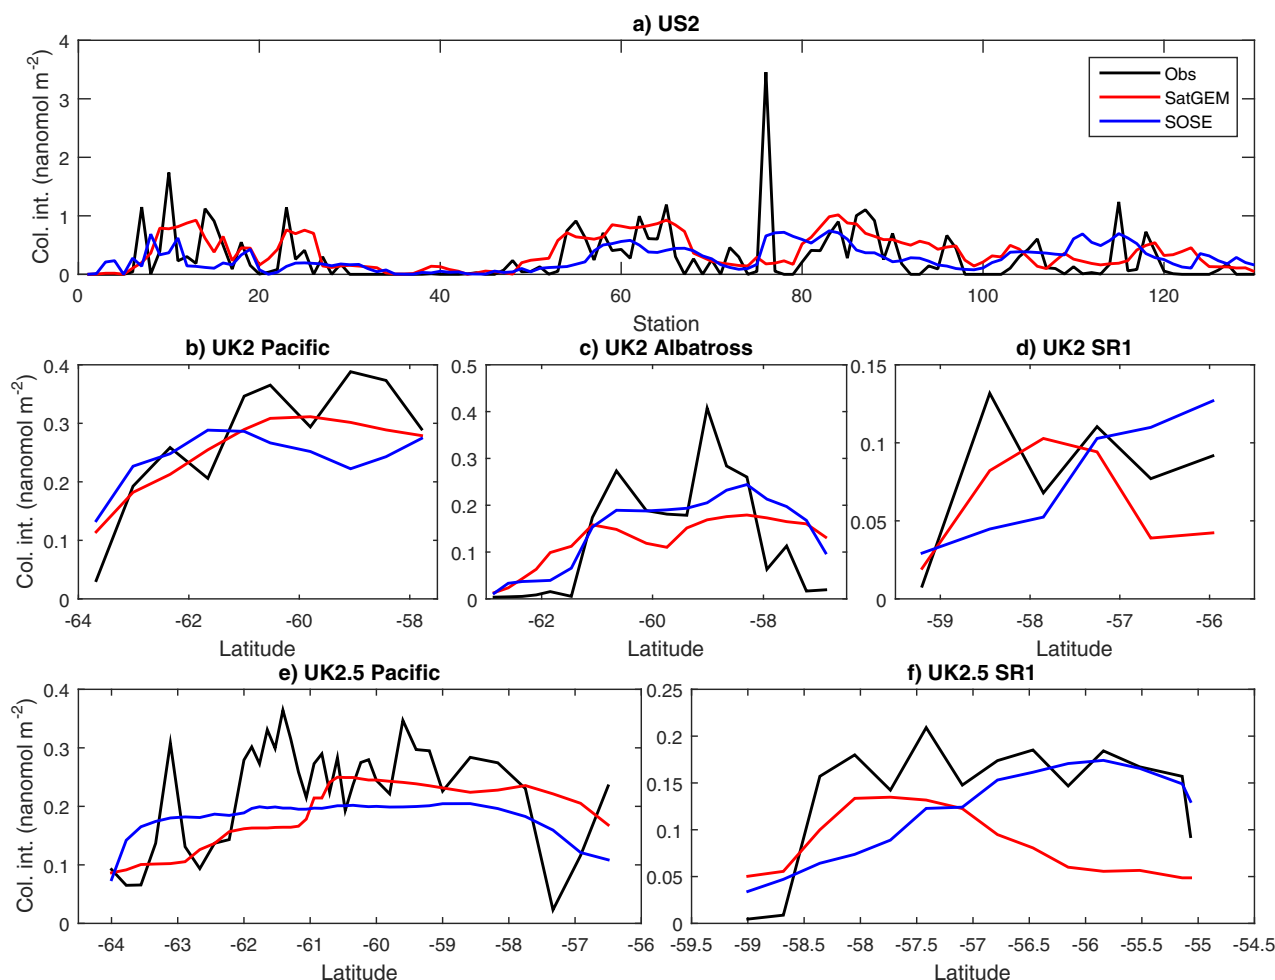 a) US2
Col. int. (nanomol m-2)
4
3
2
1
0
0 20 40 60 80 100 120
Station
Obs
SatGEM
SOSE
b) UK2 Pacific
Col. int. (nanomol m-2)
0.4
0.3
0.2
0.1
0
-64 -62 -60 -58
Latitude
c) UK2 Albatross
0.5
0.4
0.3
0.2
0.1
0
-62 -60 -58
Latitude
d) UK2 SR1
0.15
0.1
0.05
0
-59 -58 -57 -56
Latitude
e) UK2.5 Pacific
Col. int. (nanomol m-2)
0.4
0.3
0.2
0.1
0
-64 -63 -62 -61 -60 -59 -58 -57 -56
Latitude
f) UK2.5 SR1
0.25
0.2
0.15
0.1
0.05
0
-59.5 -59 -58.5 -58 -57.5 -57 -56.5 -56 -55.5 -55 -54.5
Latitude